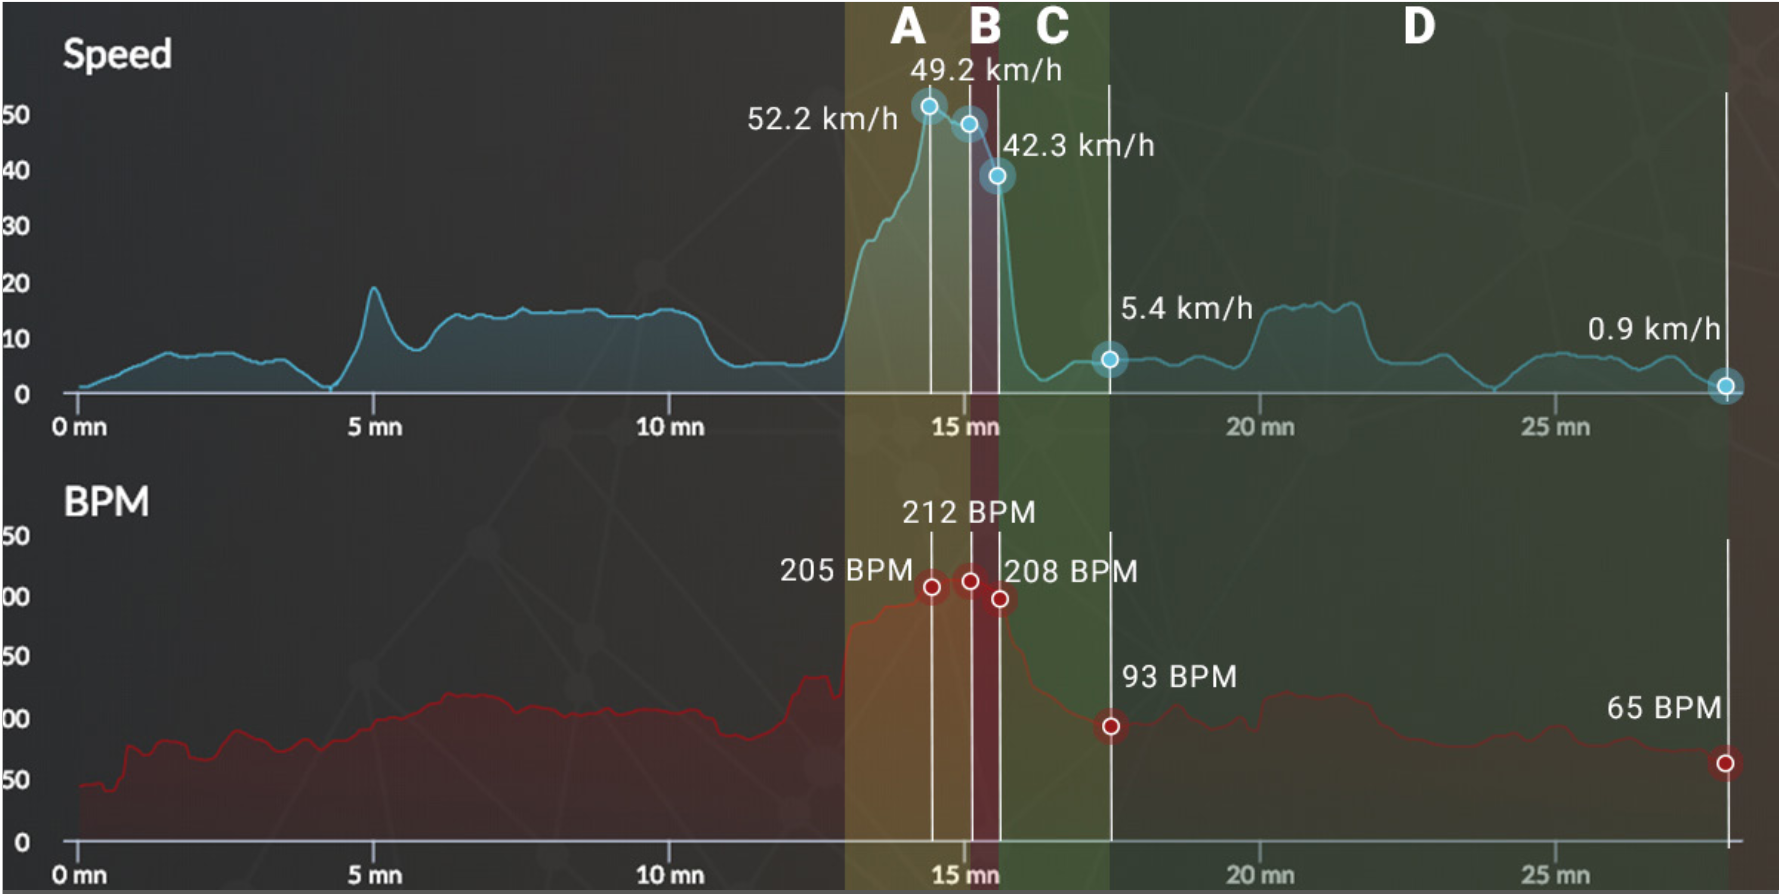 A B C D
Speed
49.2 km/h
52.2 km/h
42.3 km/h
5.4 km/h
0.9 km/h
50
40
30
20
10
0
0 mn 5 mn 10 mn 15 mn 20 mn 25 mn
BPM
212 BPM
205 BPM
208 BPM
93 BPM
65 BPM
50
00
50
00
50
0
0 mn 5 mn 10 mn 15 mn 20 mn 25 mn